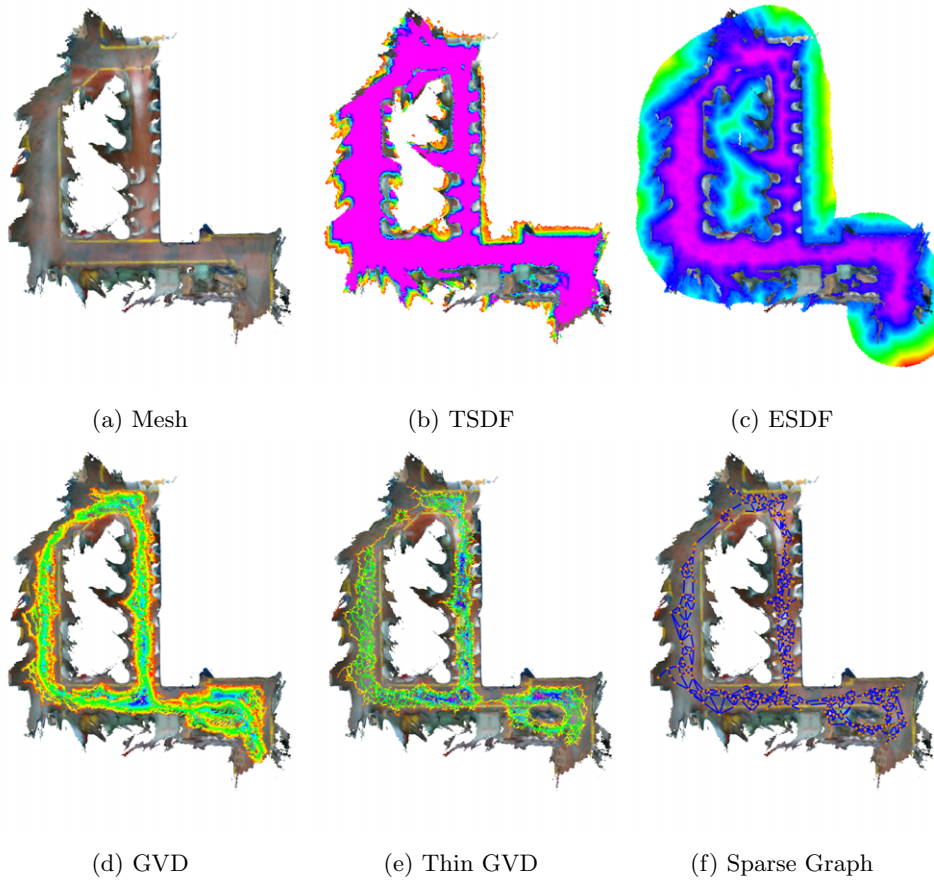 (a) Mesh
(b) TSDF
(c) ESDF
(d) GVD
(e) Thin GVD
(f) Sparse Graph